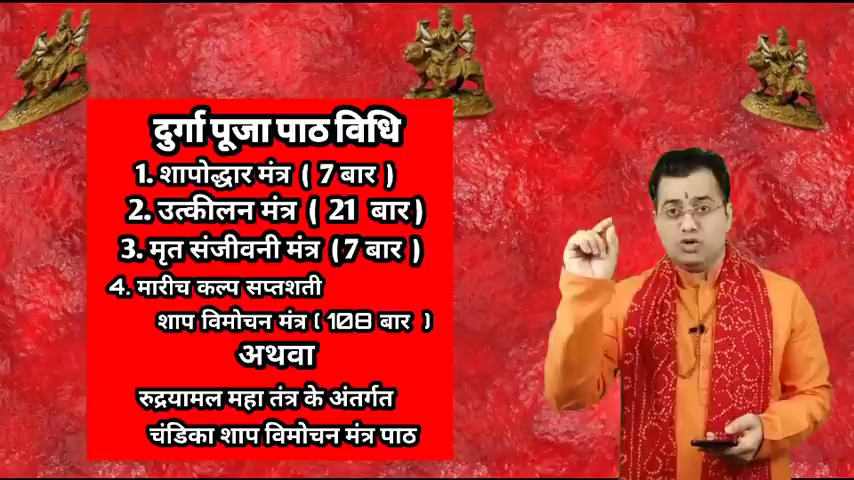 दुर्गा पूजा पाठ विधि
1. शापोद्धार मंत्र ( 7 बार )
2. उत्कीलन मंत्र ( 21 बार )
3. मृत संजीवनी मंत्र ( 7 बार )
4. मारीच कल्प सप्तशती
शाप विमोचन मंत्र ( 108 बार )
अथवा
रुद्रयामल महा तंत्र के अंतर्गत
चंडिका शाप विमोचन मंत्र पाठ